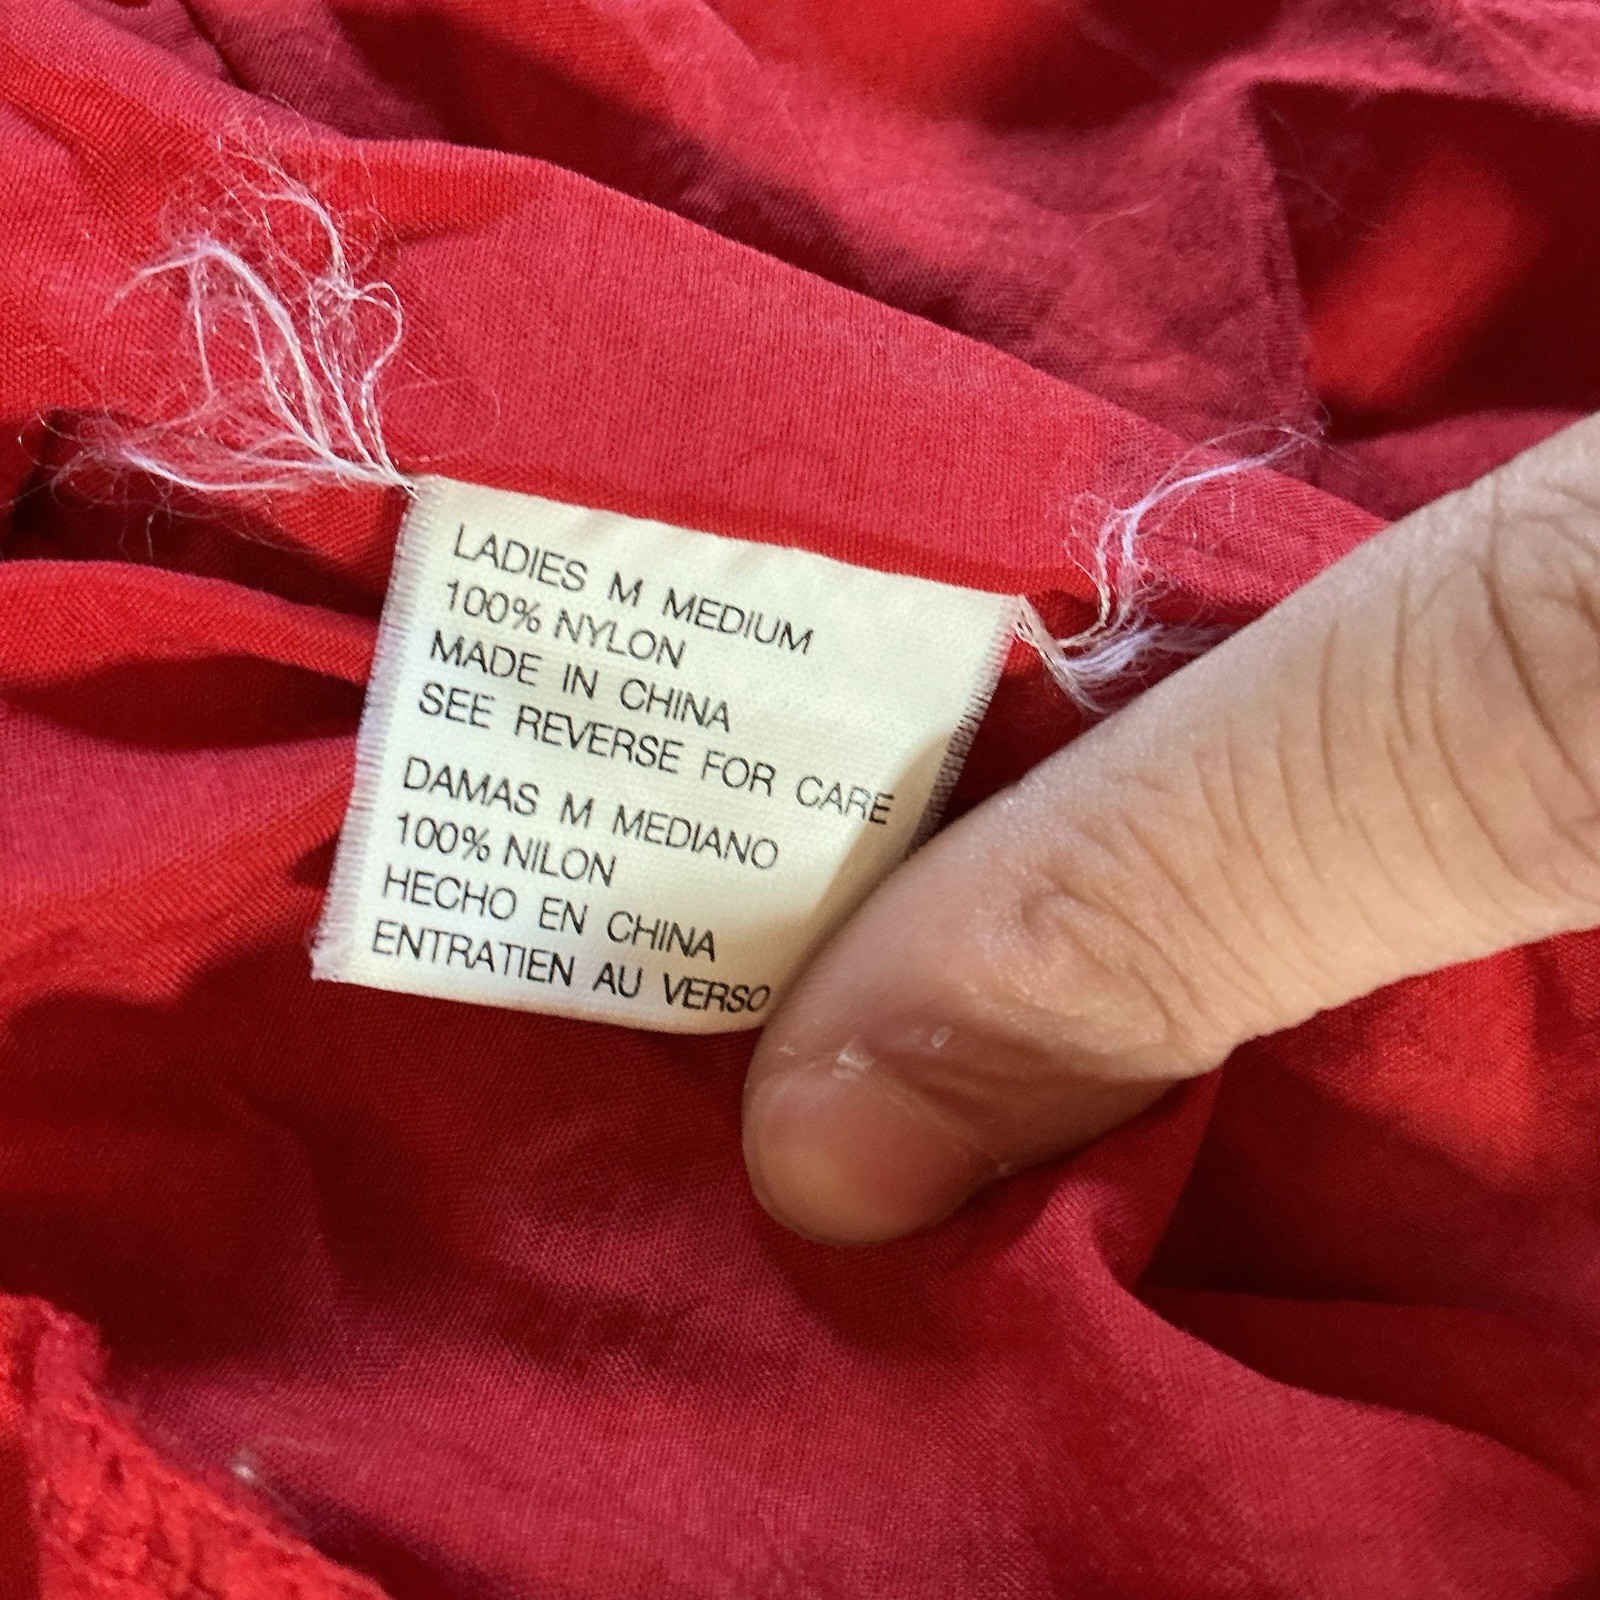 LADIES M MEDIUM
100% NYLON
MADE IN CHINA
SEE REVERSE FOR CARE
DAMAS M MEDIANO
100% NILON
HECHO EN CHINA
ENTRATIEN AU VERSO